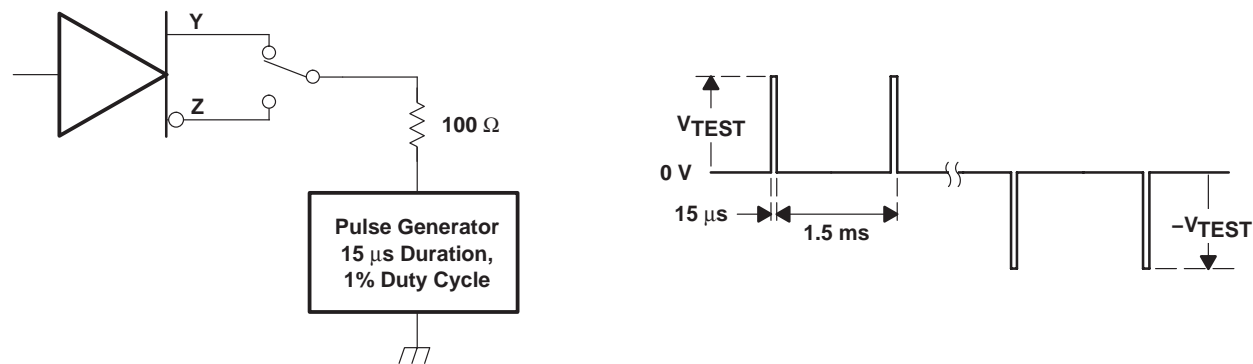 Y
Z
100 Ω
Pulse Generator
15 μs Duration,
1% Duty Cycle
VTEST
0 V
15 μs
1.5 ms
–VTEST